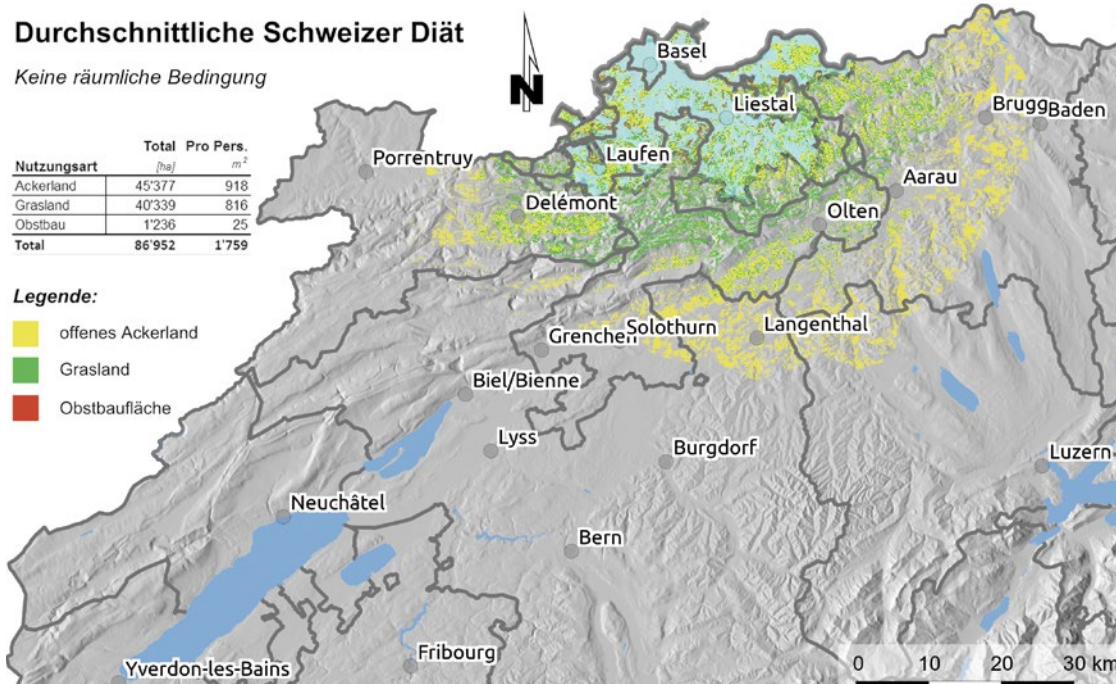 Durchschnittliche Schweizer Diät
Keine räumliche Bedingung
N
Total Pro Pers.
Nutzungsart [ha] m²
Ackerland 45'377 918
Grasland 40'339 816
Obstbau 1'236 25
Total 86'952 1'759
Legende:
offenes Ackerland
Grasland
Obstbaufläche
Basel
Liestal
Brugg
Baden
Porrentruy
Laufen
Aarau
Delémont
Olten
Grenchen
Solothurn
Langenthal
Biel/Bienne
Lyss
Burgdorf
Luzern
Neuchâtel
Bern
Fribourg
Yverdon-les-Bains
0 10 20 30 km